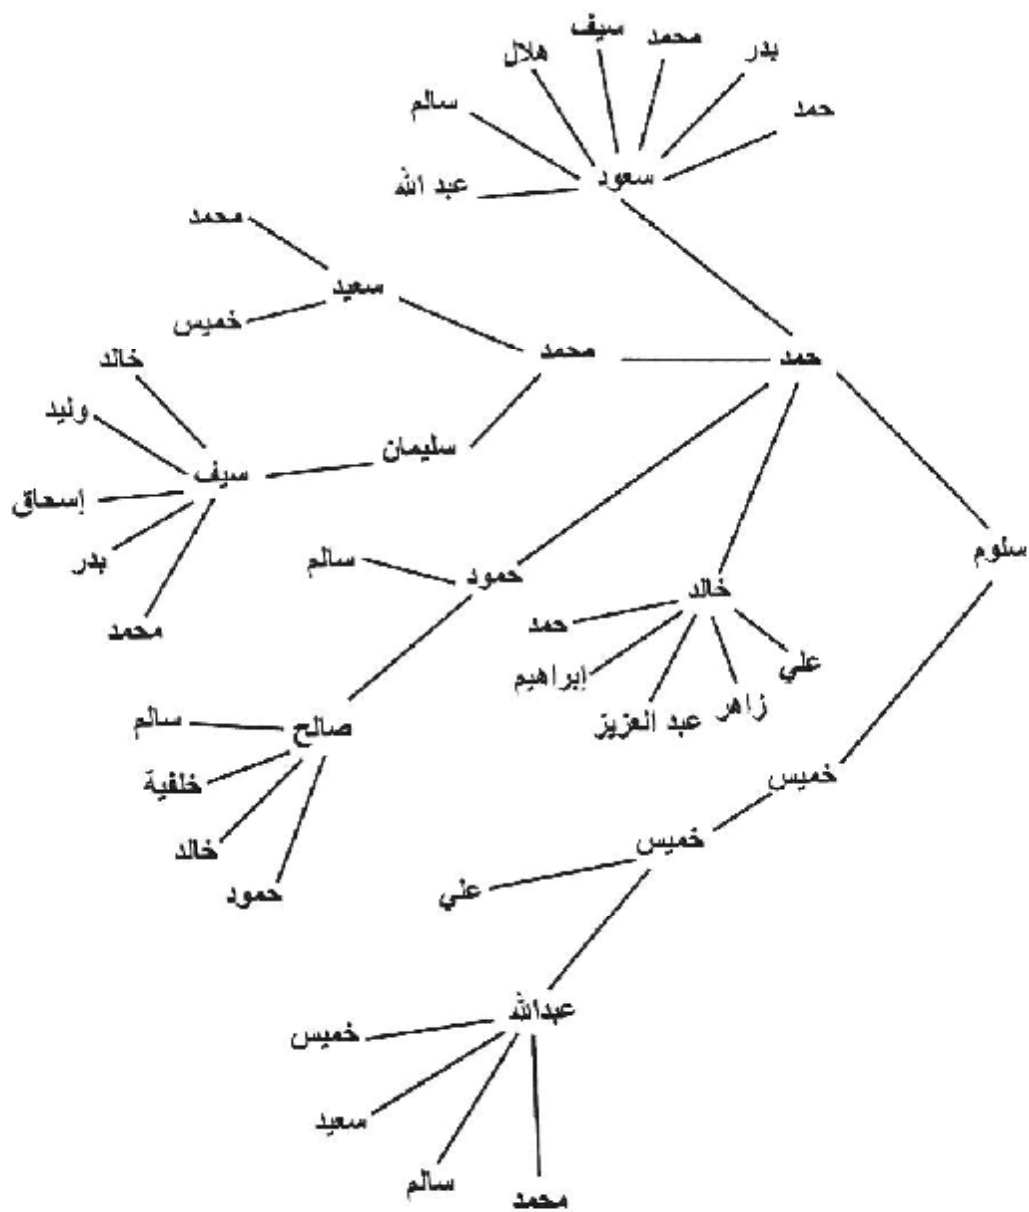 سيف
محمد
بدر
هلال
حمد
سالم
سعود
عبد الله
محمد
سعيد
خميس
محمد
حمد
خالد
وليد
سليمان
سيف
إسحاق
بدر
محمد
سلوم
سالم
حمود
خالد
حمد
علي
إبراهيم
زاهر
عبد العزيز
سالم
صالح
خلفية
خالد
حمود
خميس
خميس
علي
عبدالله
خميس
سعيد
سالم
محمد